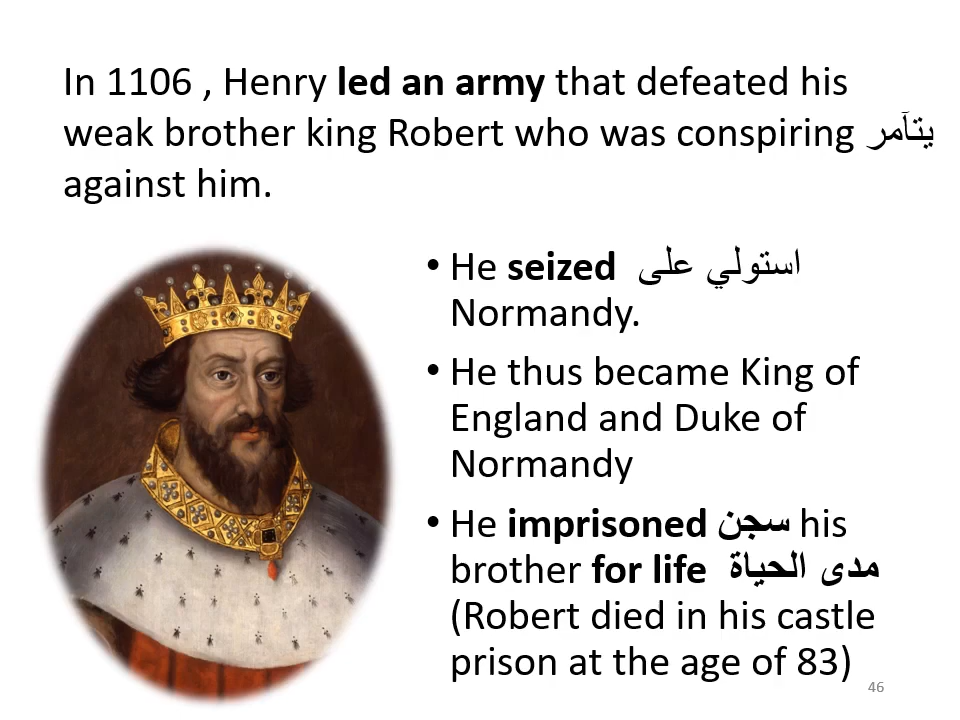 In 1106 , Henry led an army that defeated his
weak brother king Robert who was conspiring يتآمر
against him.
• He seized استولي على
Normandy.
• He thus became King of
England and Duke of
Normandy
• He imprisoned سجن his
brother for life مدى الحياة
(Robert died in his castle
prison at the age of 83)
46